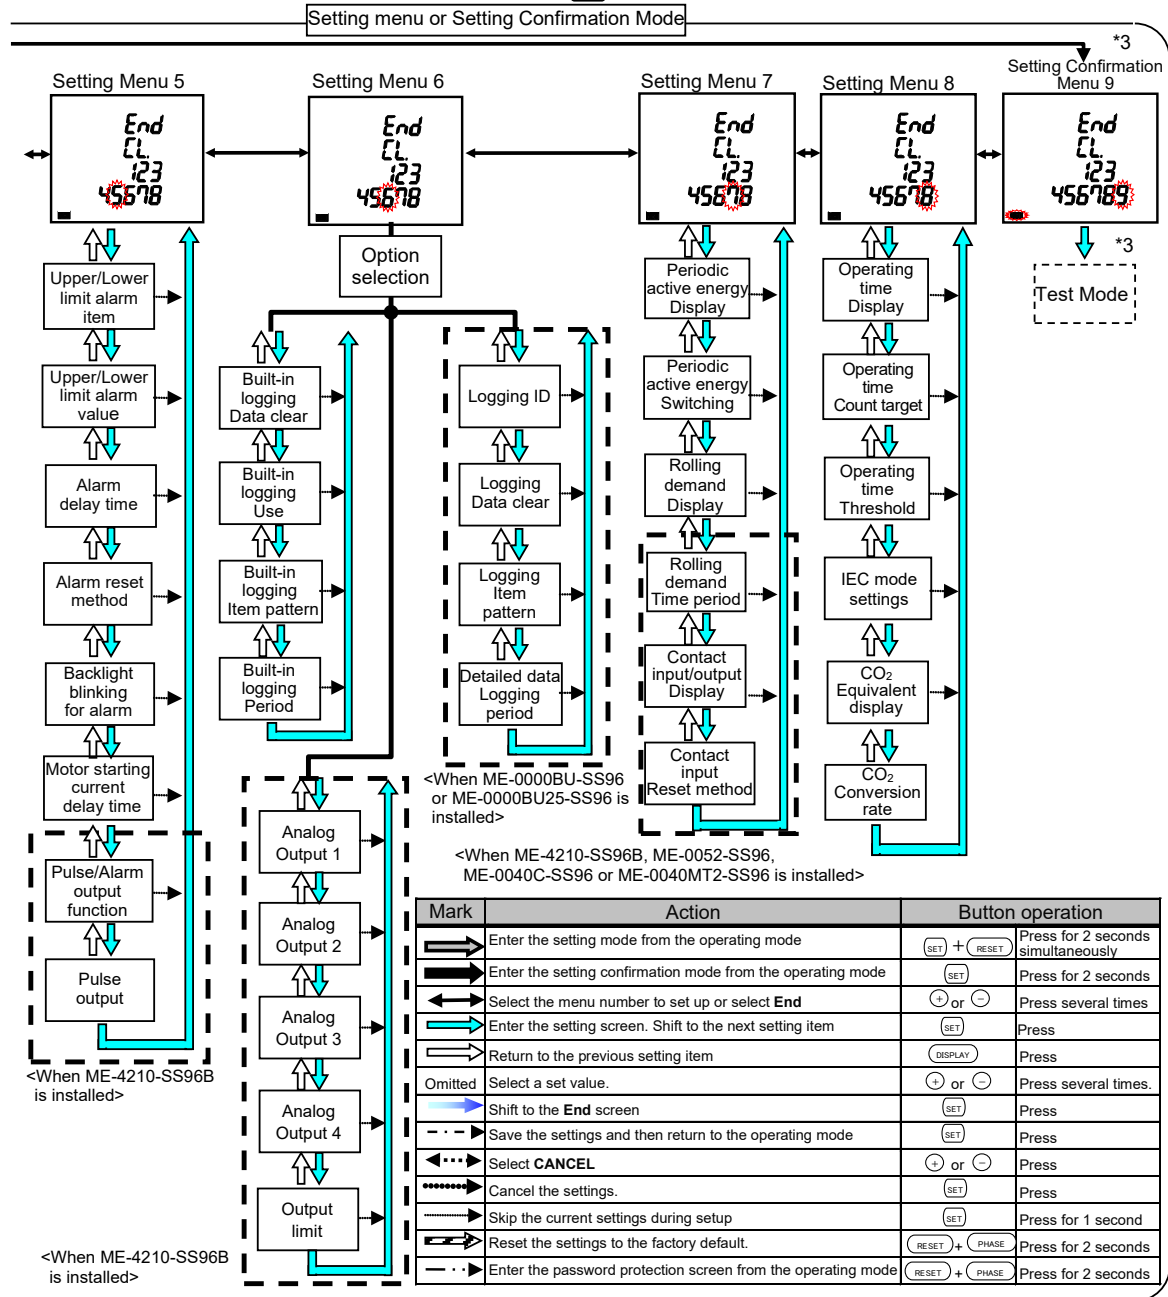 Setting menu or Setting Confirmation Mode
*3
Setting Confirmation
Menu 9
Setting Menu 5
Setting Menu 6
Setting Menu 7
Setting Menu 8
End
CL.
123
45678
End
CL.
123
45678
End
CL.
123
45678
End
CL.
123
45678
End
CL.
123
456789
*3
Test Mode
Upper/Lower
limit alarm
item
Upper/Lower
limit alarm
value
Alarm
delay time
Alarm reset
method
Backlight
blinking
for alarm
Motor starting
current
delay time
Pulse/Alarm
output
function
Pulse
output
<When ME-4210-SS96B
is installed>
Option
selection
Built-in
logging
Data clear
Built-in
logging
Use
Built-in
logging
Item pattern
Built-in
logging
Period
Logging ID
Logging
Data clear
Logging
Item
pattern
Detailed data
Logging
period
<When ME-0000BU-SS96
or ME-0000BU25-SS96 is
installed>
Analog
Output 1
Analog
Output 2
Analog
Output 3
Analog
Output 4
Output
limit
<When ME-4210-SS96B
is installed>
Periodic
active energy
Display
Periodic
active energy
Switching
Rolling
demand
Display
Rolling
demand
Time period
Contact
input/output
Display
Contact
input
Reset method
<When ME-4210-SS96B, ME-0052-SS96,
ME-0040C-SS96 or ME-0040MT2-SS96 is installed>
Operating
time
Display
Operating
time
Count target
Operating
time
Threshold
IEC mode
settings
CO2
Equivalent
display
CO2
Conversion
rate
Mark Action Button operation
Enter the setting mode from the operating mode SET + RESET Press for 2 seconds
simultaneously
Enter the setting confirmation mode from the operating mode SET Press for 2 seconds
Select the menu number to set up or select End + or − Press several times
Enter the setting screen. Shift to the next setting item SET Press
Return to the previous setting item DISPLAY Press
Omitted Select a set value. + or − Press several times.
Shift to the End screen SET Press
Save the settings and then return to the operating mode SET Press
Select CANCEL + or − Press
Cancel the settings. SET Press
Skip the current settings during setup SET Press for 1 second
Reset the settings to the factory default. RESET + PHASE Press for 2 seconds
Enter the password protection screen from the operating mode RESET + PHASE Press for 2 seconds